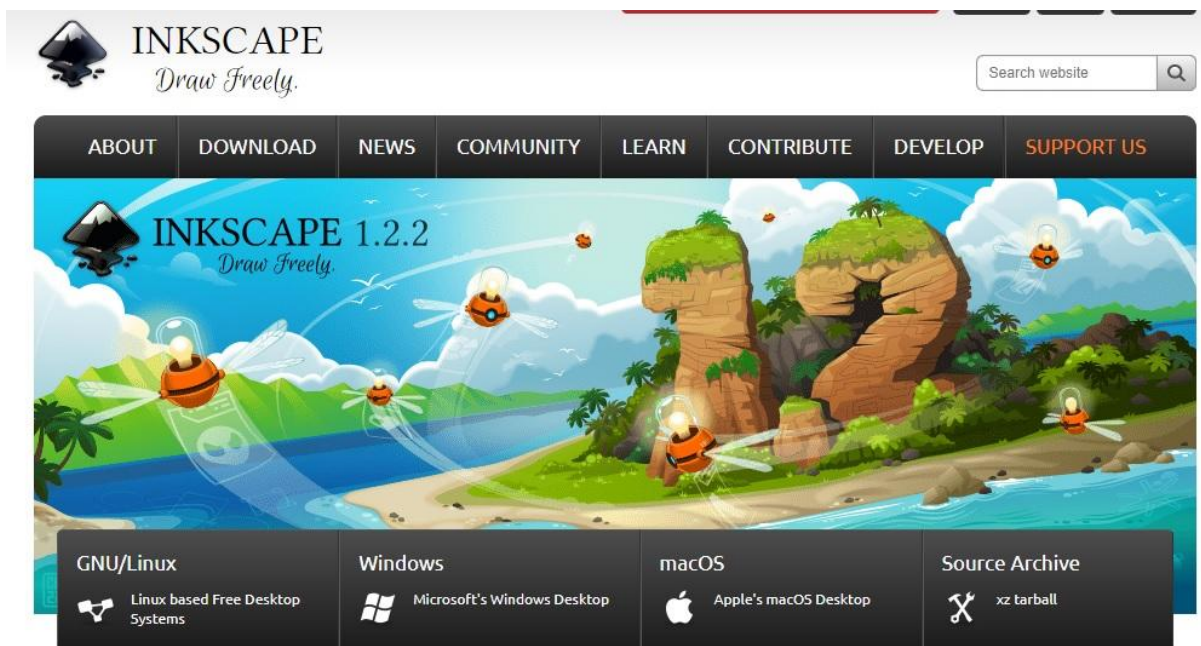 INKSCAPE
Draw Freely.
Search website
ABOUT DOWNLOAD NEWS COMMUNITY LEARN CONTRIBUTE DEVELOP SUPPORT US
INKSCAPE 1.2.2
Draw Freely.
12
GNU/Linux
Linux based Free Desktop
Systems
Windows
Microsoft's Windows Desktop
macOS
Apple's macOS Desktop
Source Archive
xz tarball